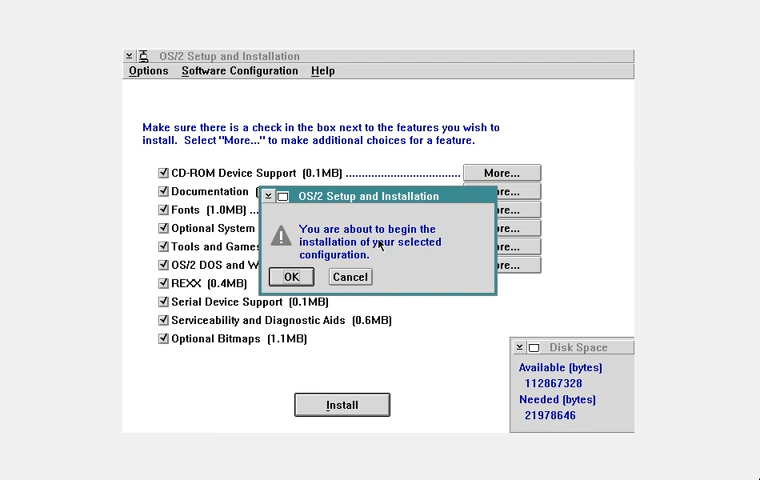 OS/2 Setup and Installation
Options Software Configuration Help
Make sure there is a check in the box next to the features you wish to
install. Select "More..." to make additional choices for a feature.
CD-ROM Device Support (0.1MB) ................................... More...
Documentation ( re...
Fonts (1.0MB) ... re...
Optional System re...
Tools and Games re...
OS/2 DOS and W re...
REXX (0.4MB)
Serial Device Support (0.1MB)
Serviceability and Diagnostic Aids (0.6MB)
Optional Bitmaps (1.1MB)
Install
OS/2 Setup and Installation
You are about to begin the
installation of your selected
configuration.
OK Cancel
Disk Space
Available (bytes)
112867328
Needed (bytes)
21978646